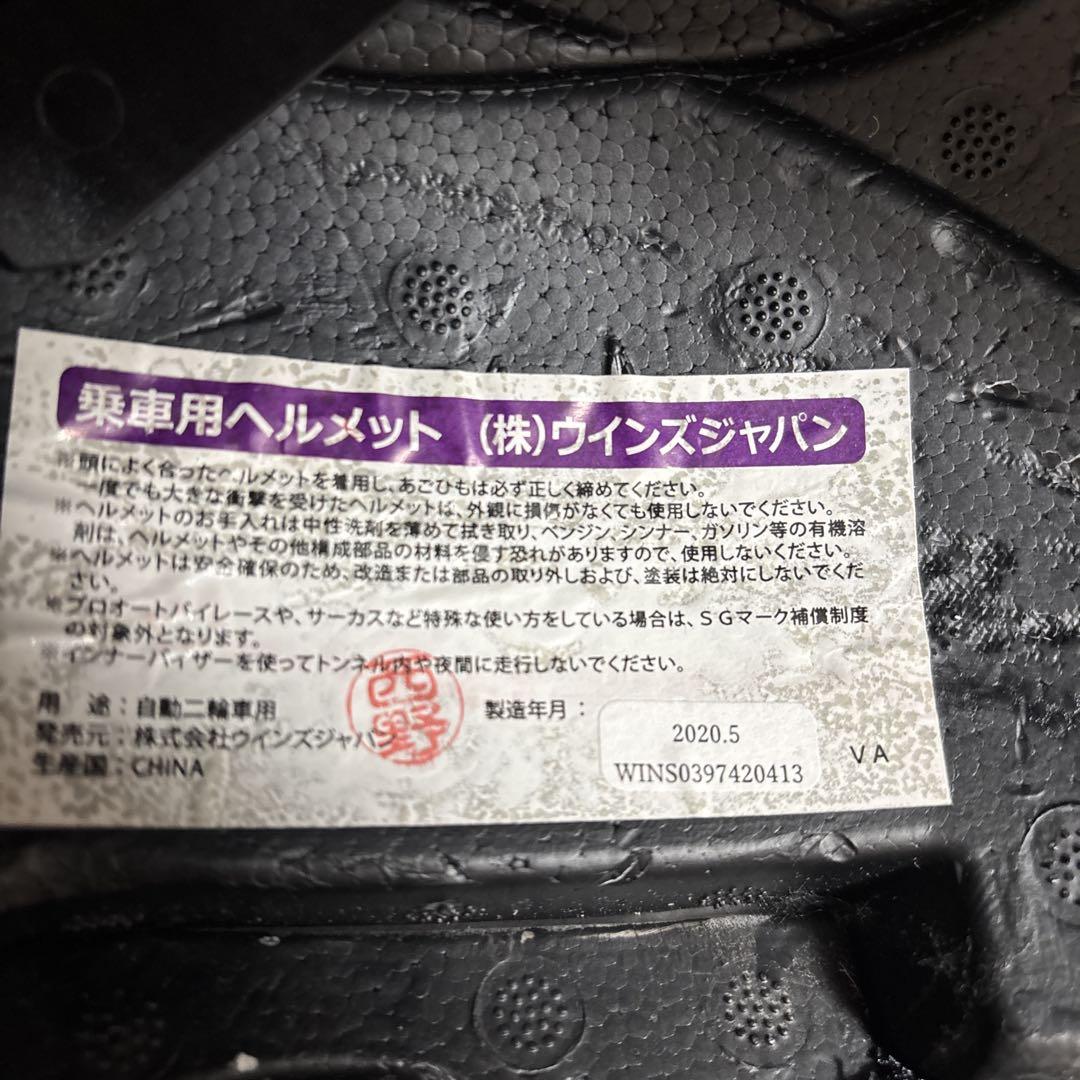 乗車用ヘルメット (株)ウインズジャパン
※頭によく合ったヘルメットを着用し、あごひもは必ず正しく締めてください。
一度でも大きな衝撃を受けたヘルメットは、外観に損傷がなくても使用しないでください。
※ヘルメットのお手入れは中性洗剤を薄めて拭き取り、ベンジン、シンナー、ガソリン等の有機溶
剤は、ヘルメットやその他構成部品の材料を侵す恐れがありますので、使用しないください。
※ヘルメットは安全確保のため、改造または部品の取り外しおよび、塗装は絶対にしないでくだ
さい。
※プロオートバイレースや、サーカスなど特殊な使い方をしている場合は、SGマーク補償制度
の対象外となります。
※インナーバイザーを使ってトンネル内や夜間に走行しないでください。
用 途:自動二輪車用
発売元:株式会社ウインズジャパン
生産国:CHINA
西野
製造年月:
2020.5
WINS0397420413
VA